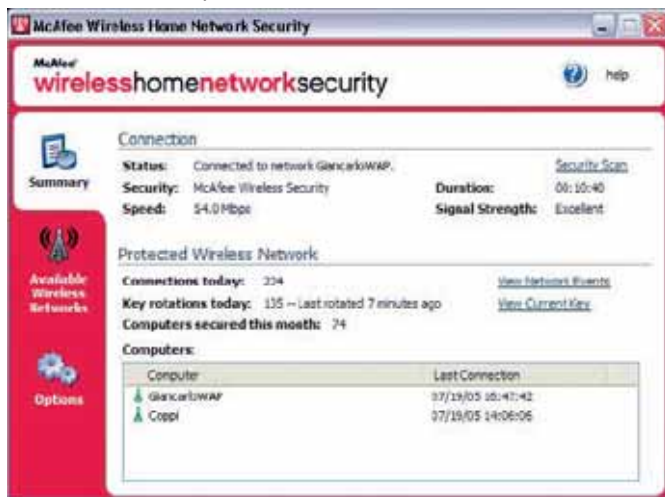 McAfee Wireless Home Network Security
McAfee
wirelesshomenetworksecurity
help
Summary
Available Wireless Networks
Options
Connection
Status: Connected to network GiancarloWAP. Security Scan
Security: McAfee Wireless Security Duration: 00:10:40
Speed: 54.0 Mbps Signal Strength: Excellent
Protected Wireless Network
Connections today: 234 View Network Events
Key rotations today: 135 -- Last rotated 7 minutes ago View Current Key
Computers secured this month: 74
Computers:
Computer Last Connection
GiancarloWAP 07/19/05 16:47:42
Coppi 07/19/05 14:06:06